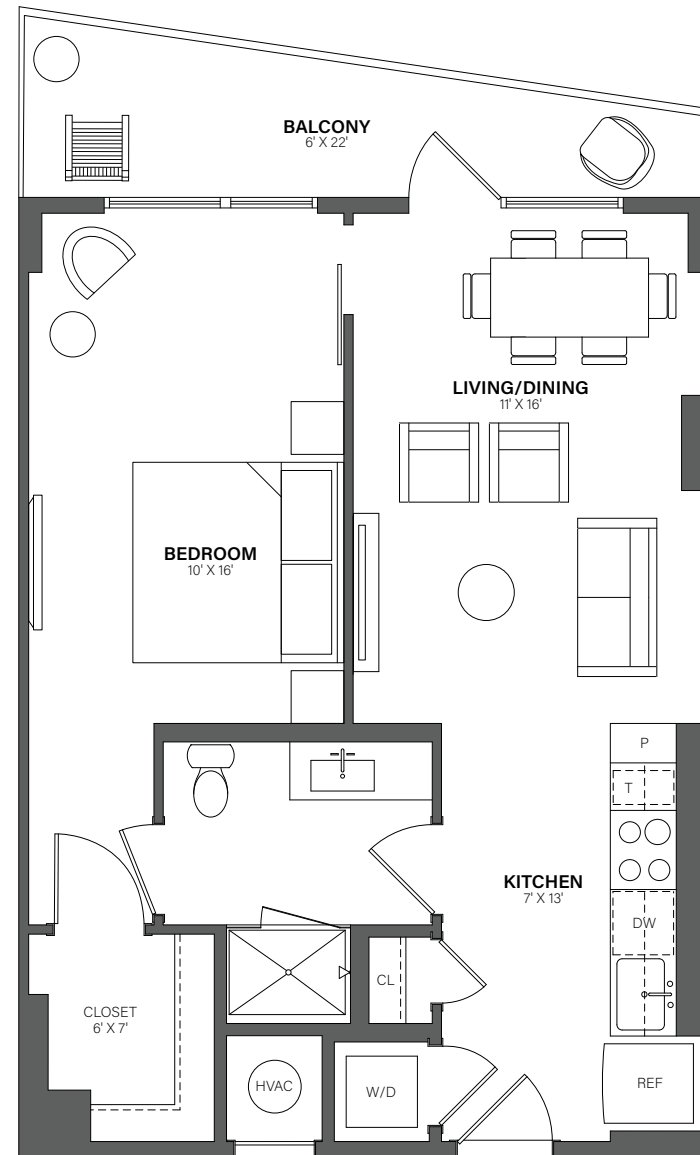 BALCONY
6' X 22'
LIVING/DINING
11' X 16'
BEDROOM
10' X 16'
P
T
KITCHEN
7' X 13'
DW
CL
CLOSET
6' X 7'
HVAC
W/D
REF